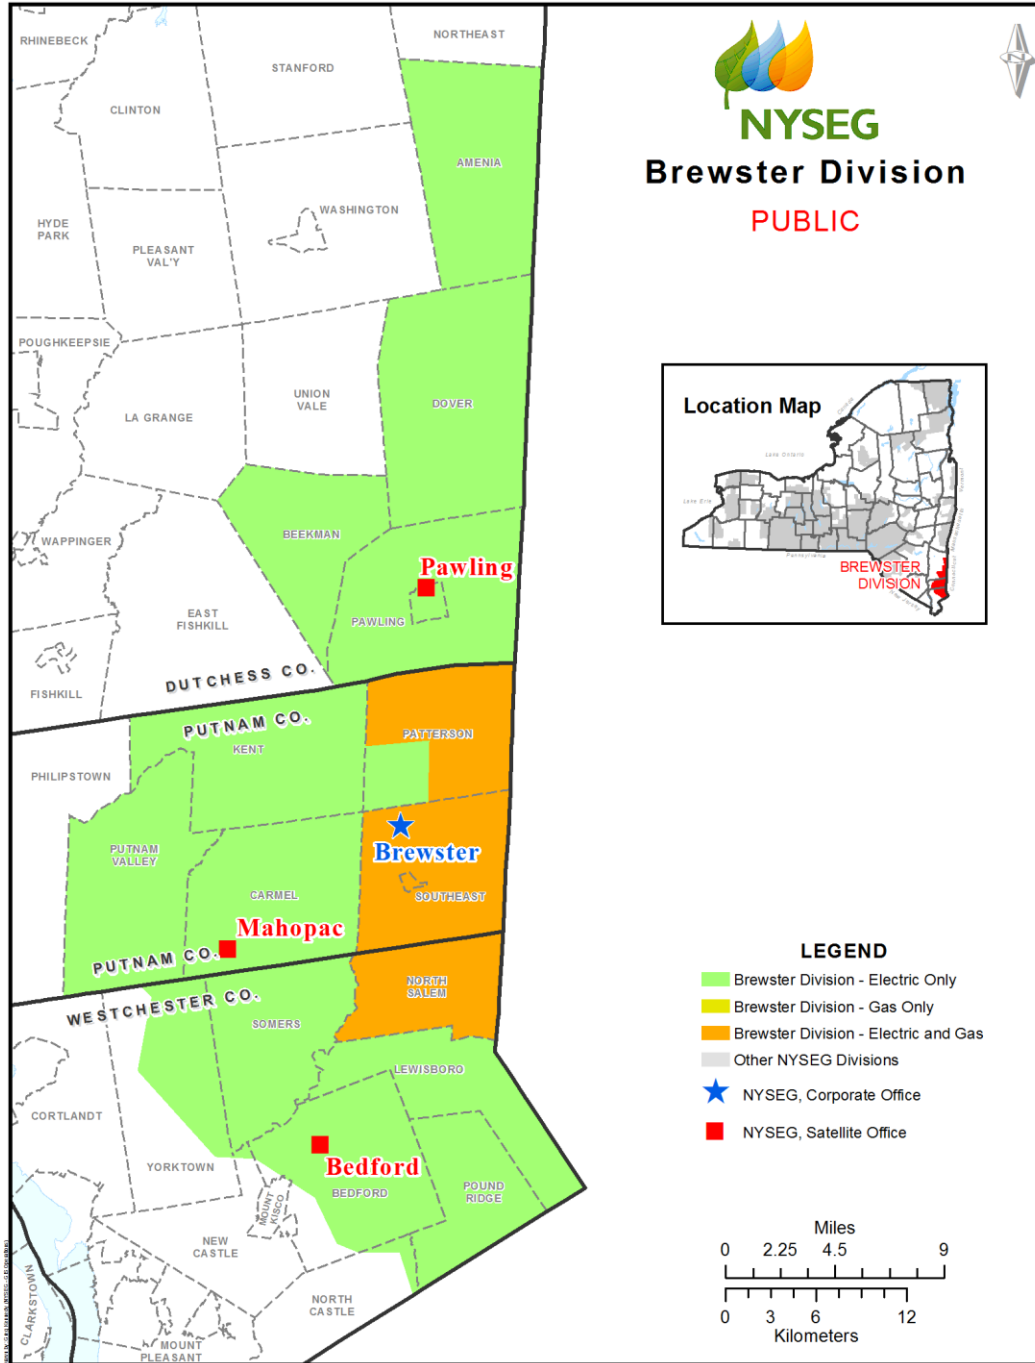 RHINEBECK
NORTHEAST
STANFORD
CLINTON
AMENIA
HYDE
PARK
WASHINGTON
PLEASANT
VAL'Y
POUGHKEEPSIE
UNION
VALE
LA GRANGE
DOVER
WAPPINGER
BEEKMAN
Pawling
EAST
FISHKILL
PAWLING
FISHKILL
DUTCHESS CO.
PUTNAM CO.
KENT
PATTERSON
PHILIPSTOWN
PUTNAM
VALLEY
Brewster
CARMEL
SOUTHEAST
Mahopac
PUTNAM CO.
WESTCHESTER CO.
NORTH
SALEM
SOMERS
LEWISBORO
CORTLANDT
YORKTOWN
Bedford
BEDFORD
POUND
RIDGE
MOUNT
KISCO
NEW
CASTLE
NORTH
CASTLE
CLARKSTOWN
MOUNT
PLEASANT
NYSEG
Brewster Division
PUBLIC
Location Map
Lake Ontario
Lake Erie
Pennsylvania
BREWSTER
DIVISION
LEGEND
Brewster Division - Electric Only
Brewster Division - Gas Only
Brewster Division - Electric and Gas
Other NYSEG Divisions
NYSEG, Corporate Office
NYSEG, Satellite Office
Miles
0 2.25 4.5 9
0 3 6 12
Kilometers